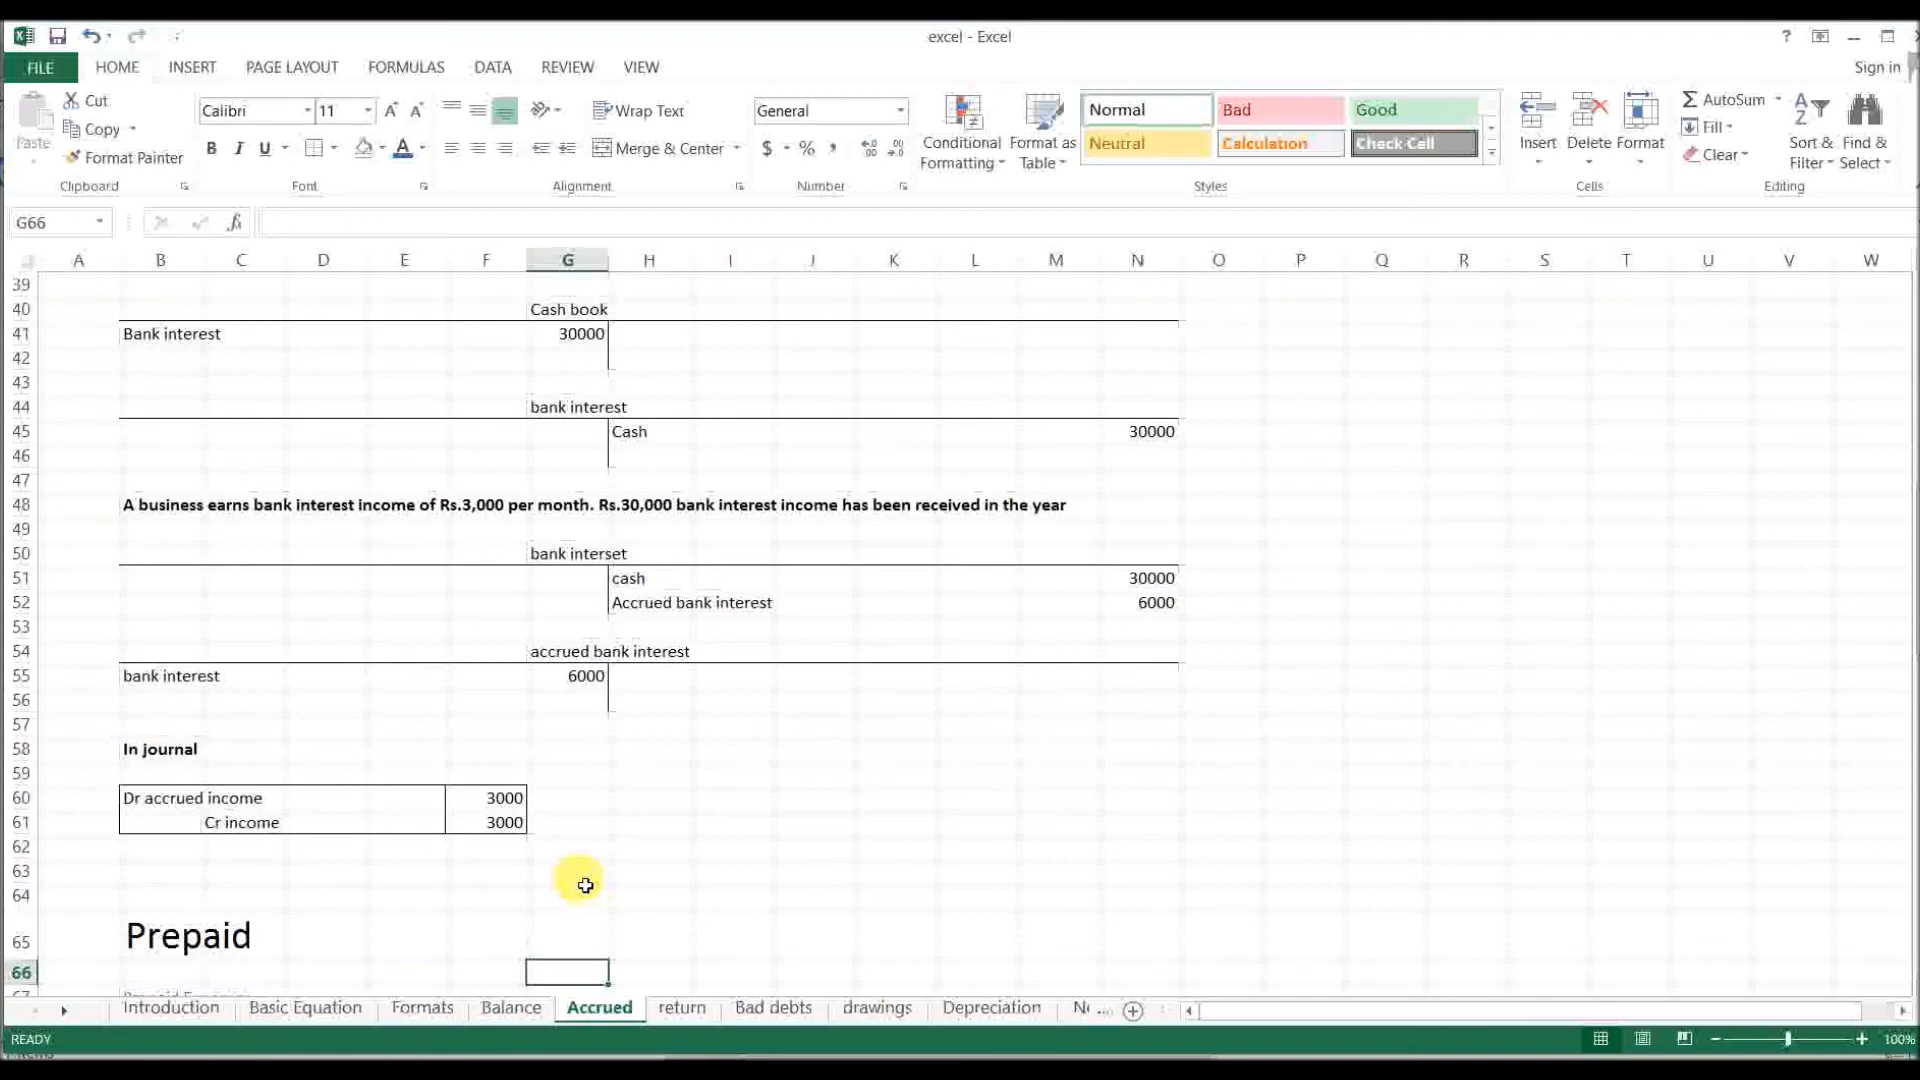 excel - Excel
?
FILE HOME INSERT PAGE LAYOUT FORMULAS DATA REVIEW VIEW Sign in
Paste
Cut
Copy
Format Painter
Clipboard
Calibri 11 A A
B I U A
Font
Wrap Text
Merge & Center
Alignment
General
$ % ,
Number
Conditional Formatting
Format as Table
Normal Bad Good
Neutral Calculation Check Cell
Styles
Insert Delete Format
Cells
AutoSum
Fill
Clear
Sort & Filter
Find & Select
Editing
G66 fx
A B C D E F G H I J K L M N O P Q R S T U V W
39
40 Cash book
41 Bank interest 30000
42
43
44 bank interest
45 Cash 30000
46
47
48 A business earns bank interest income of Rs.3,000 per month. Rs.30,000 bank interest income has been received in the year
49
50 bank interset
51 cash 30000
52 Accrued bank interest 6000
53
54 accrued bank interest
55 bank interest 6000
56
57
58 In journal
59
60 Dr accrued income 3000
61 Cr income 3000
62
63
64
65 Prepaid
66
Introduction Basic Equation Formats Balance Accrued return Bad debts drawings Depreciation ...
READY 100%